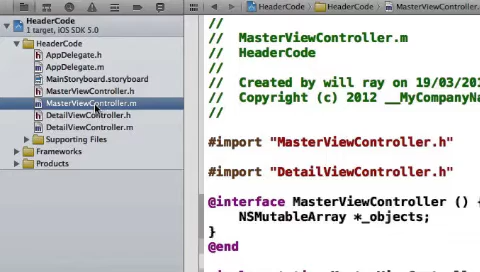 HeaderCode
HeaderCode
MasterViewController.m
HeaderCode
1 target, iOS SDK 5.0
HeaderCode
AppDelegate.h
AppDelegate.m
MainStoryboard.storyboard
MasterViewController.h
MasterViewController.m
DetailViewController.h
DetailViewController.m
Supporting Files
Frameworks
Products
//
// MasterViewController.m
// HeaderCode
//
// Created by will ray on 19/03/201
// Copyright (c) 2012 __MyCompanyNa
//
#import "MasterViewController.h"
#import "DetailViewController.h"
@interface MasterViewController () {
NSMutableArray *_objects;
}
@end